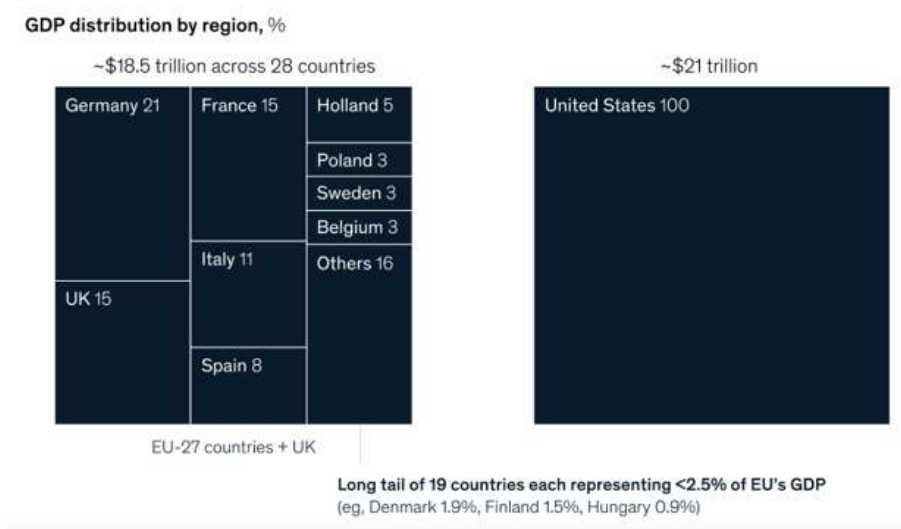 GDP distribution by region, %
~$18.5 trillion across 28 countries
~$21 trillion
Germany 21
France 15
Holland 5
United States 100
Poland 3
Sweden 3
Belgium 3
Italy 11
Others 16
UK 15
Spain 8
EU-27 countries + UK
Long tail of 19 countries each representing <2.5% of EU's GDP
(eg, Denmark 1.9%, Finland 1.5%, Hungary 0.9%)